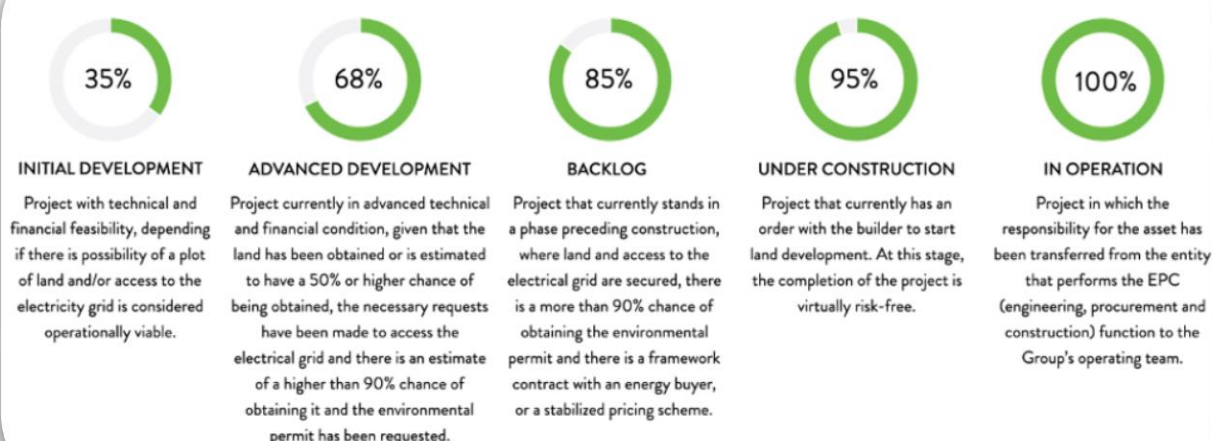 35%
68%
85%
95%
100%
INITIAL DEVELOPMENT
Project with technical and
financial feasibility, depending
if there is possibility of a plot
of land and/or access to the
electricity grid is considered
operationally viable.
ADVANCED DEVELOPMENT
Project currently in advanced technical
and financial condition, given that the
land has been obtained or is estimated
to have a 50% or higher chance of
being obtained, the necessary requests
have been made to access the
electrical grid and there is an estimate
of a higher than 90% chance of
obtaining it and the environmental
permit has been requested.
BACKLOG
Project that currently stands in
a phase preceding construction,
where land and access to the
electrical grid are secured, there
is a more than 90% chance of
obtaining the environmental
permit and there is a framework
contract with an energy buyer,
or a stabilized pricing scheme.
UNDER CONSTRUCTION
Project that currently has an
order with the builder to start
land development. At this stage,
the completion of the project is
virtually risk-free.
IN OPERATION
Project in which the
responsibility for the asset has
been transferred from the entity
that performs the EPC
(engineering, procurement and
construction) function to the
Group's operating team.